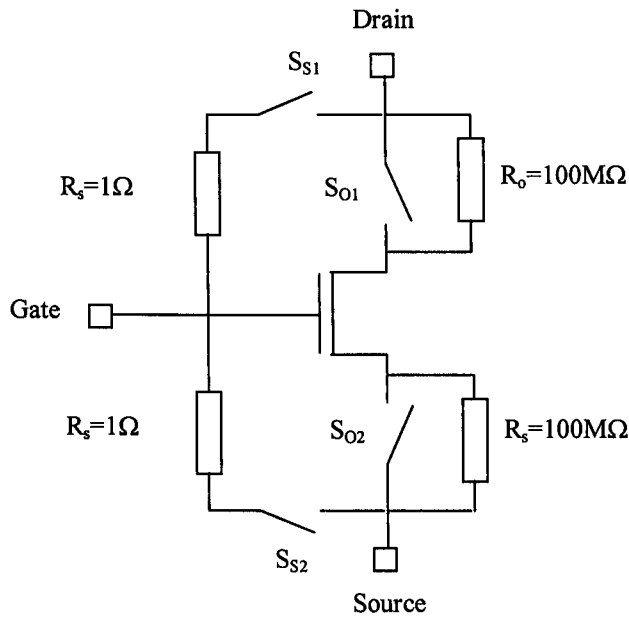 Drain
SS1
Rs=1Ω
SO1
Ro=100MΩ
Gate
Rs=1Ω
SO2
Rs=100MΩ
SS2
Source